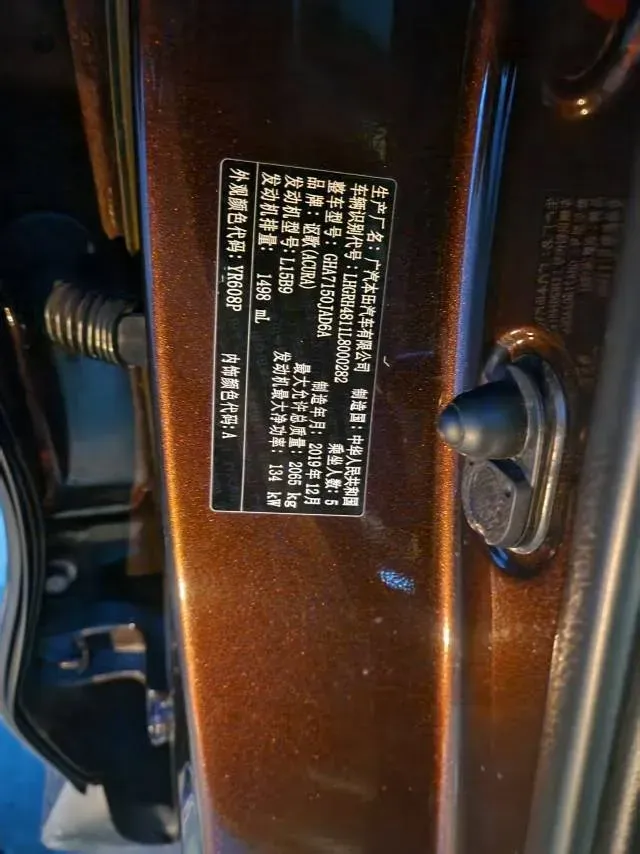 生产厂名：广汽本田汽车有限公司 制造国：中华人民共和国
车辆识别代号：LHGRH4811L8000282 乘坐人数：5
整车型号：GHA7150JAD6A 制造年月：2019年12月
品牌：讴歌(ACURA) 最大允许总质量：2065 kg
发动机型号：L15B9 发动机最大净功率：134 kW
发动机排量：1498 mL
外观颜色代码：YR608P 内饰颜色代码：A